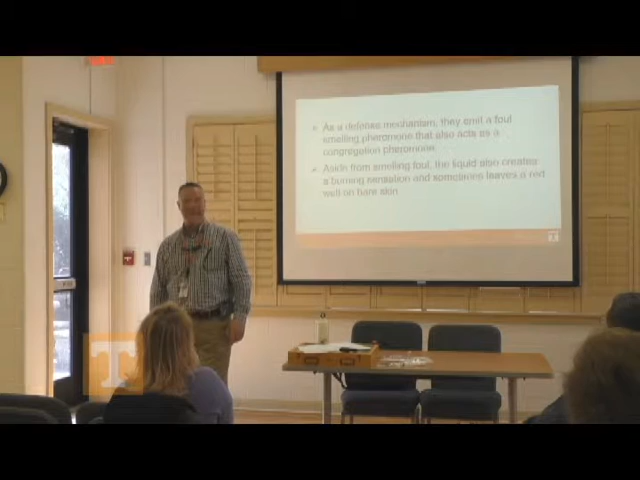 As a defense mechanism, they emit a foul
smelling pheromone that also acts as a
congregation pheromone
Aside from smelling foul, the liquid also creates
a burning sensation and sometimes leaves a red
welt on bare skin
T